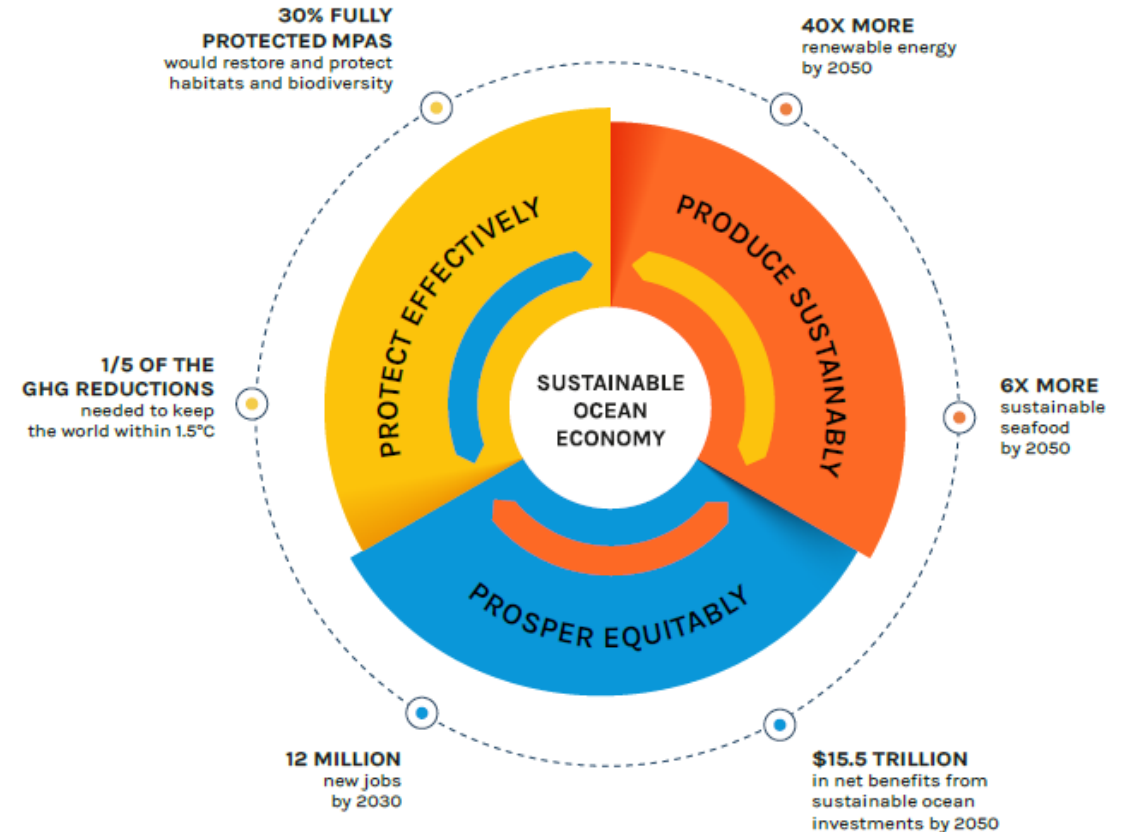 30% FULLY
PROTECTED MPAS
would restore and protect
habitats and biodiversity
40X MORE
renewable energy
by 2050
PROTECT EFFECTIVELY
PRODUCE SUSTAINABLY
1/5 OF THE
GHG REDUCTIONS
needed to keep
the world within 1.5°C
SUSTAINABLE
OCEAN
ECONOMY
6X MORE
sustainable
seafood
by 2050
PROSPER EQUITABLY
12 MILLION
new jobs
by 2030
$15.5 TRILLION
in net benefits from
sustainable ocean
investments by 2050